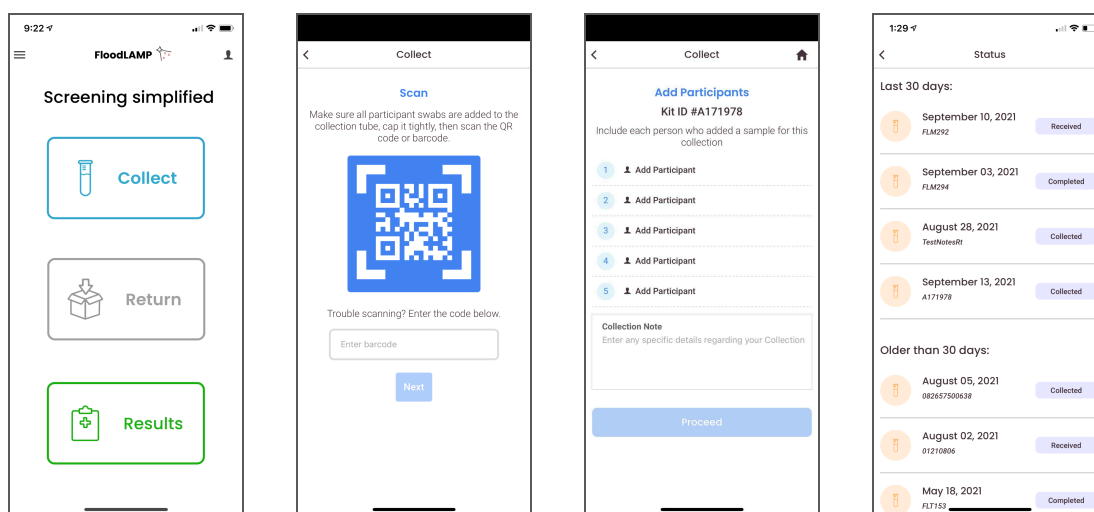 9:22
FloodLAMP
Screening simplified
Collect
Return
Results
Collect
Scan
Make sure all participant swabs are added to the
collection tube, cap it tightly, then scan the QR
code or barcode.
Trouble scanning? Enter the code below.
Enter barcode
Next
Collect
Add Participants
Kit ID #A171978
Include each person who added a sample for this
collection
1 Add Participant
2 Add Participant
3 Add Participant
4 Add Participant
5 Add Participant
Collection Note
Enter any specific details regarding your Collection
Proceed
1:29
Status
Last 30 days:
September 10, 2021
FLM292
Received
September 03, 2021
FLM294
Completed
August 28, 2021
TestNotesRt
Collected
September 13, 2021
A171978
Collected
Older than 30 days:
August 05, 2021
082657500638
Collected
August 02, 2021
01210806
Received
May 18, 2021
FLT153
Completed